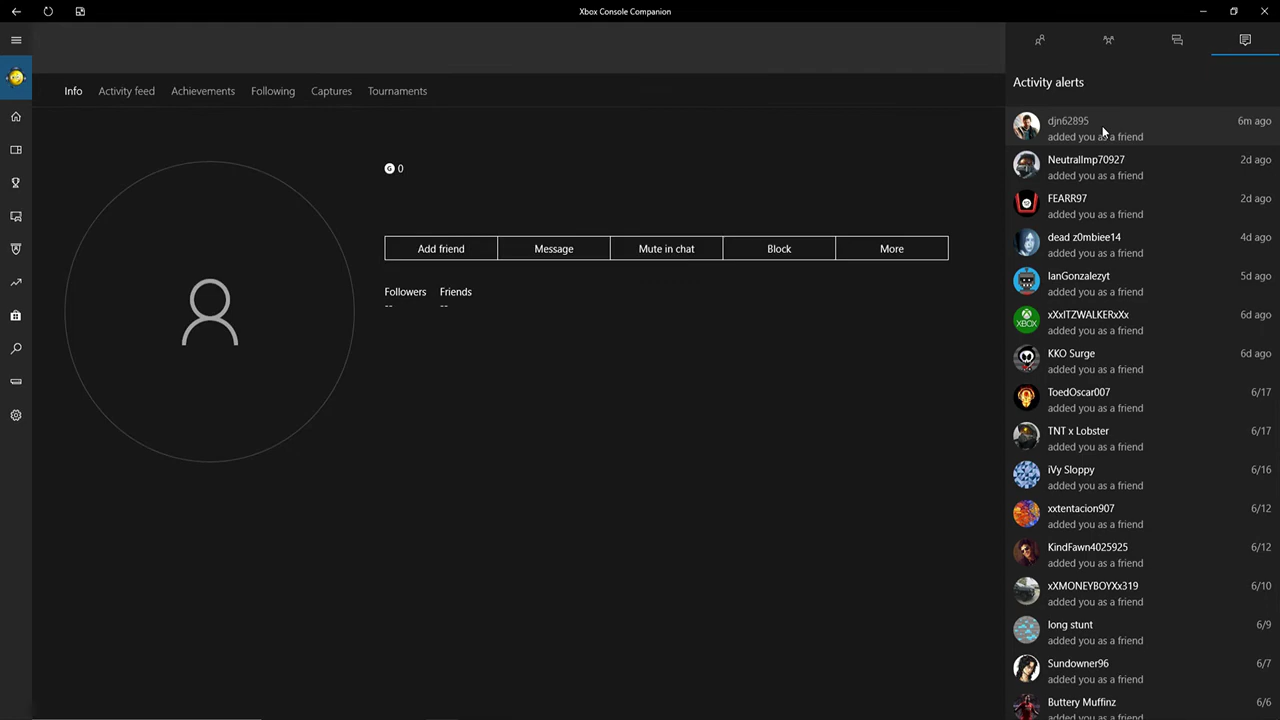 Xbox Console Companion
Info Activity feed Achievements Following Captures Tournaments
G 0
Add friend Message Mute in chat Block More
Followers Friends
-- --
Activity alerts
djn62895 6m ago
added you as a friend
NeutralImp70927 2d ago
added you as a friend
FEARR97 2d ago
added you as a friend
dead z0mbiee14 4d ago
added you as a friend
IanGonzalezyt 5d ago
added you as a friend
XBOX
xXxITZWALKERxXx 6d ago
added you as a friend
KKO Surge 6d ago
added you as a friend
ToedOscar007 6/17
added you as a friend
TNT x Lobster 6/17
added you as a friend
iVy Sloppy 6/16
added you as a friend
xxtentacion907 6/12
added you as a friend
KindFawn4025925 6/12
added you as a friend
xXMONEYBOYXx319 6/10
added you as a friend
long stunt 6/9
added you as a friend
Sundowner96 6/7
added you as a friend
Buttery Muffinz 6/6
added you as a friend